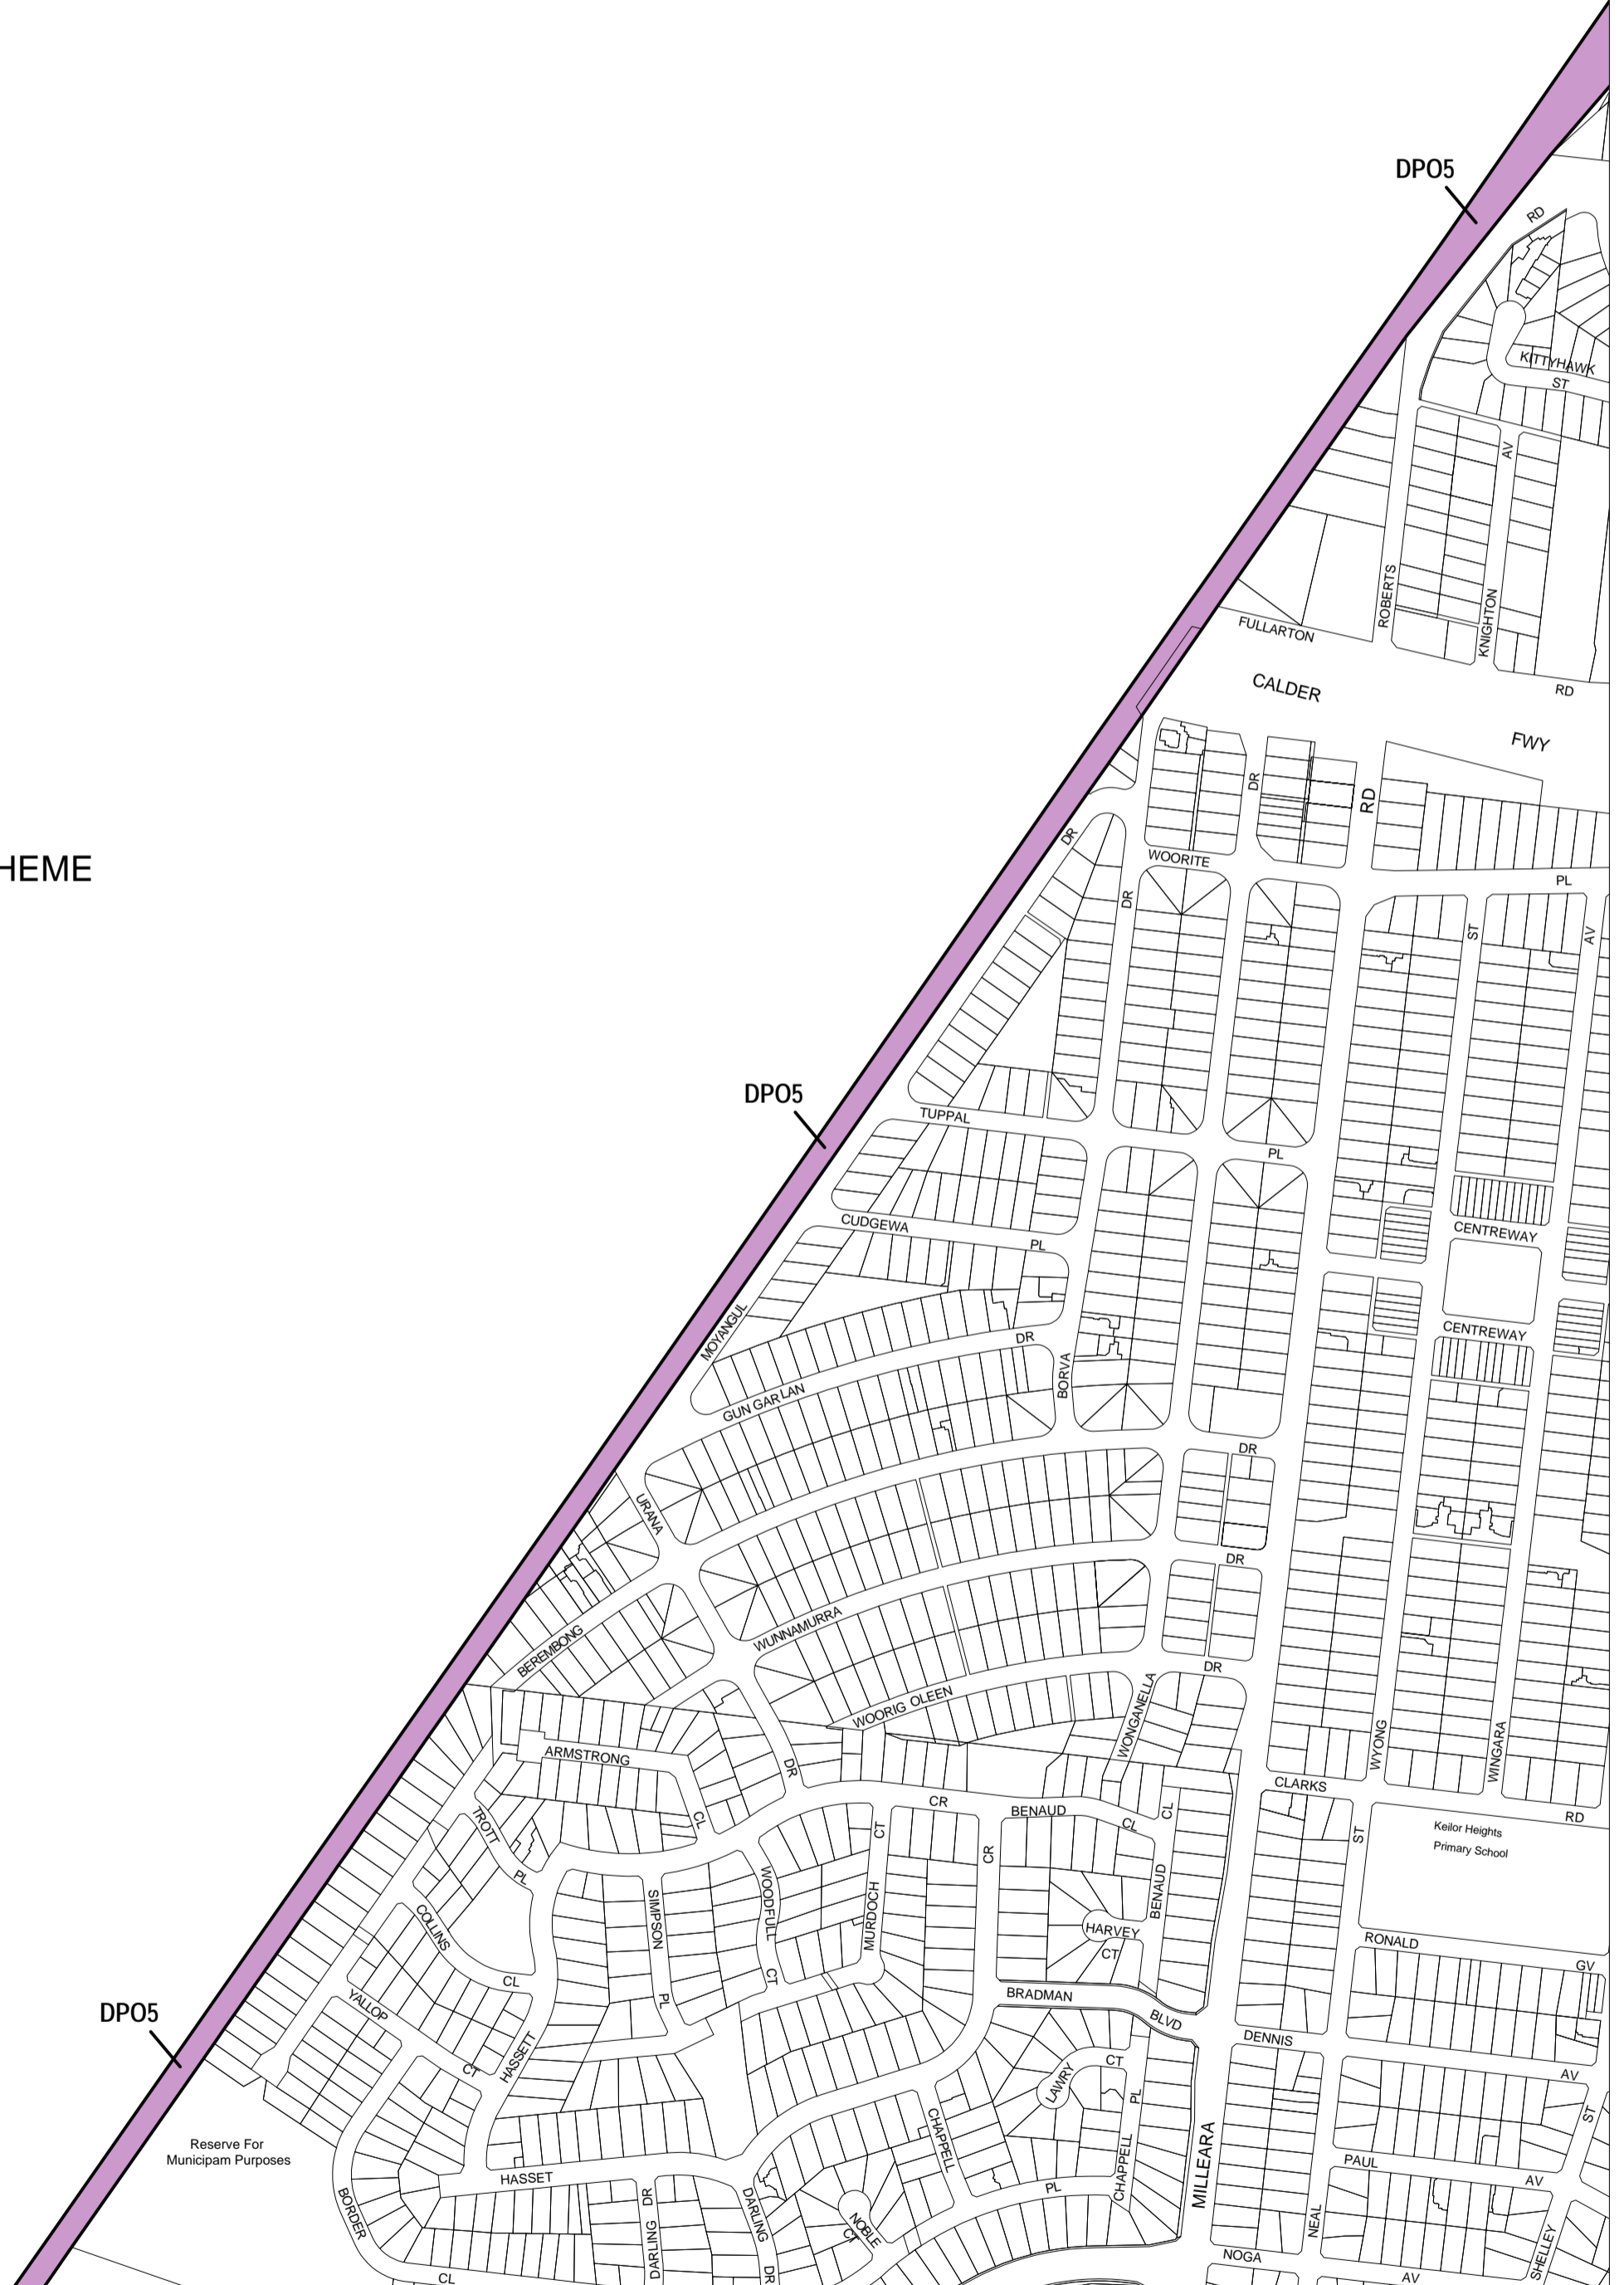 DPO5
RD
KITTYHAWK
ST
AV
ROBERTS
KNIGHTON
FULLARTON
CALDER
RD
FWY
DR
RD
DR
WOORITE
HEME
PL
DR
ST
AV
DPO5
TUPPAL
PL
CUDGEWA
CENTREWAY
PL
MOYANGUL
DR
CENTREWAY
BORVA
GUN GAR LAN
DR
URANA
DR
WUNNAMURRA
BEREMBONG
DR
WOORIG OLEEN
WONGANELLA
WYONG
WINGARA
ARMSTRONG
DR
CLARKS
CR
BENAUD
CL
RD
TROTT
CL
CT
CL
ST
Keilor Heights
Primary School
CR
PL
WOODFULL
BENAUD
SIMPSON
MURDOCH
COLLINS
HARVEY
CT
RONALD
CL
CT
GV
YALLOP
PL
BRADMAN
BLVD
DPO5
DENNIS
HASSETT
CT
CT
LAWRY
AV
PL
ST
CHAPPELL
Reserve For
Municipam Purposes
MILLEARA
PAUL
CHAPPELL
HASSET
AV
PL
BORDER
DR
DARLING
NOBLE
CT
NEAL
SHELLEY
DARLING
NOGA
CL
DR
AV